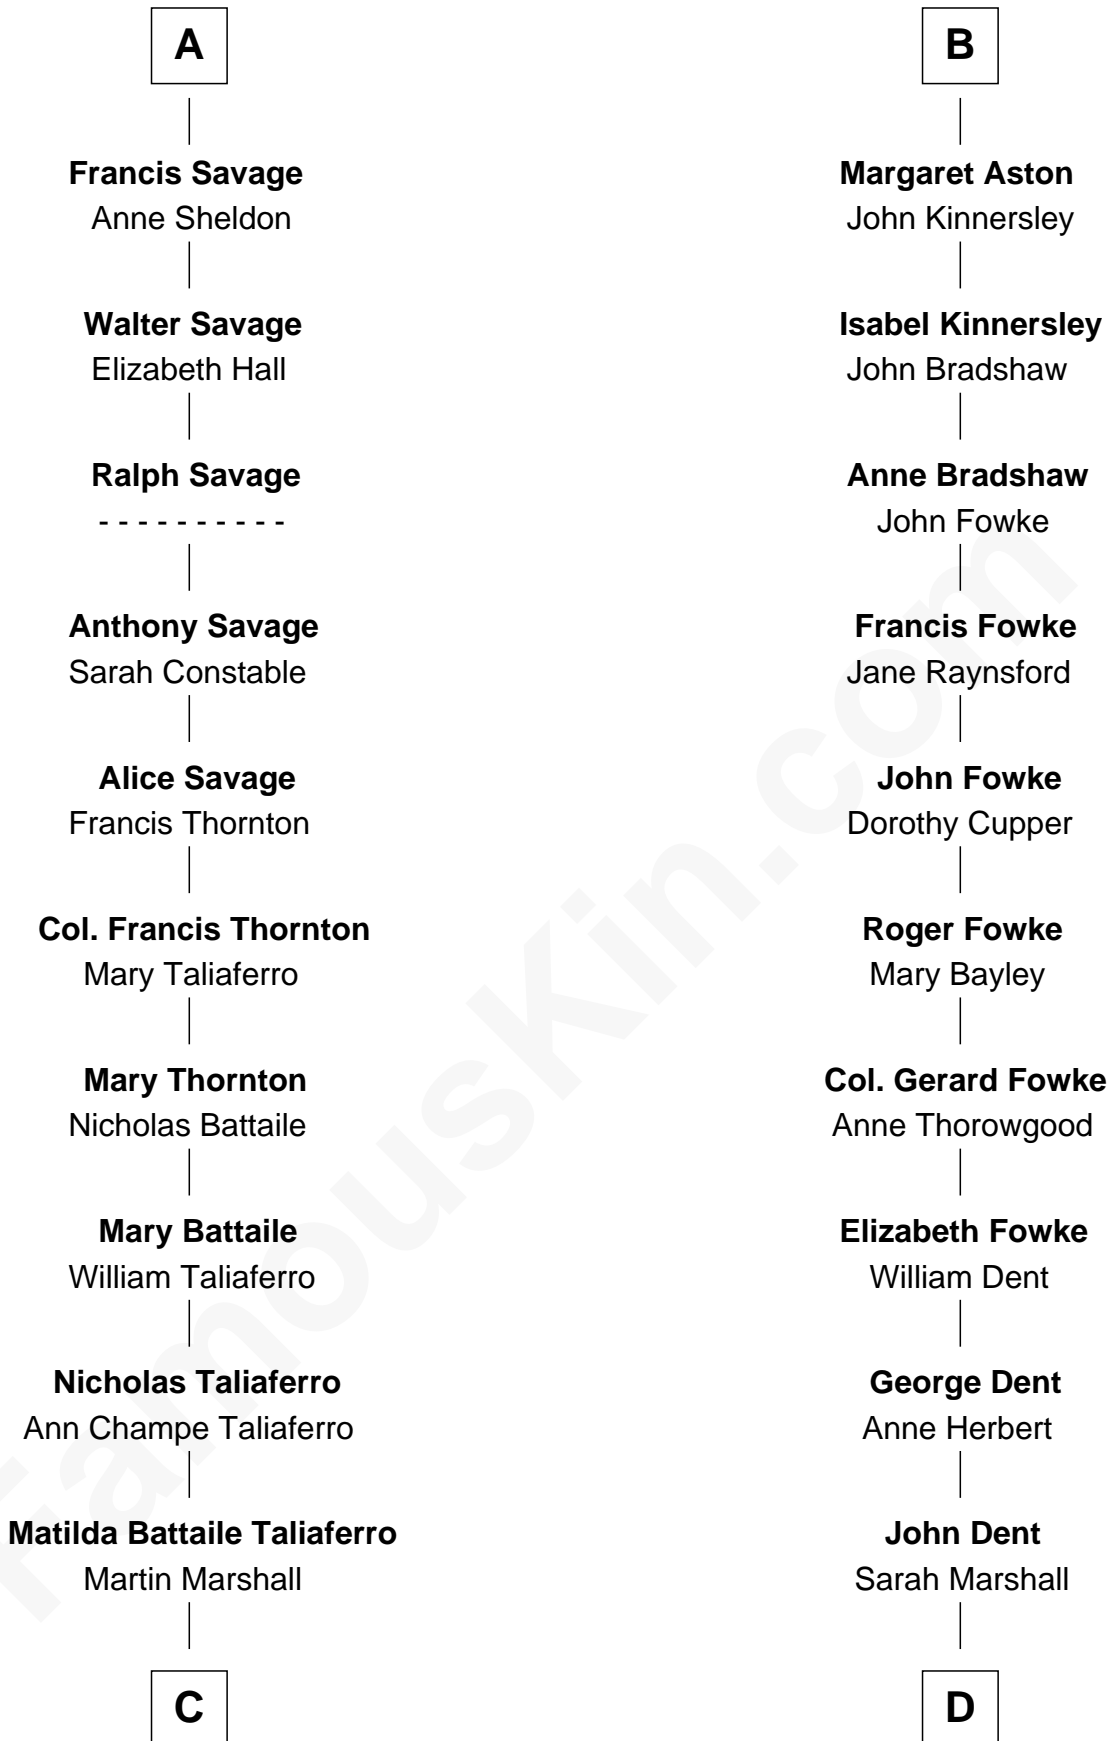 A
Francis Savage
Anne Sheldon
Walter Savage
Elizabeth Hall
Ralph Savage
- - - - - - - - - -
Anthony Savage
Sarah Constable
Alice Savage
Francis Thornton
Col. Francis Thornton
Mary Taliaferro
Mary Thornton
Nicholas Battaile
Mary Battaile
William Taliaferro
Nicholas Taliaferro
Ann Champe Taliaferro
Matilda Battaile Taliaferro
Martin Marshall
C
B
Margaret Aston
John Kinnersley
Isabel Kinnersley
John Bradshaw
Anne Bradshaw
John Fowke
Francis Fowke
Jane Raynsford
John Fowke
Dorothy Cupper
Roger Fowke
Mary Bayley
Col. Gerard Fowke
Anne Thorowgood
Elizabeth Fowke
William Dent
George Dent
Anne Herbert
John Dent
Sarah Marshall
D
FamousKin.com